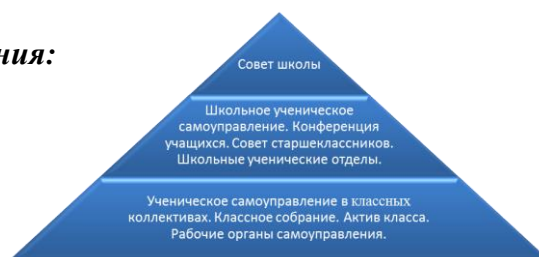 ния:
Совет школы
Школьное ученическое
самоуправление. Конференция
учащихся. Совет старшеклассников.
Школьные ученические отделы.
Ученическое самоуправление в классных
коллективах. Классное собрание. Актив класса.
Рабочие органы самоуправления.